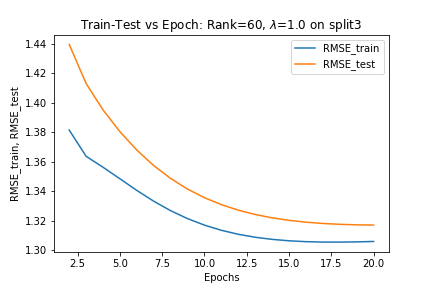 Train-Test vs Epoch: Rank=60, λ=1.0 on split3
RMSE_train
RMSE_test
RMSE_train, RMSE_test
1.44
1.42
1.40
1.38
1.36
1.34
1.32
1.30
2.5 5.0 7.5 10.0 12.5 15.0 17.5 20.0
Epochs